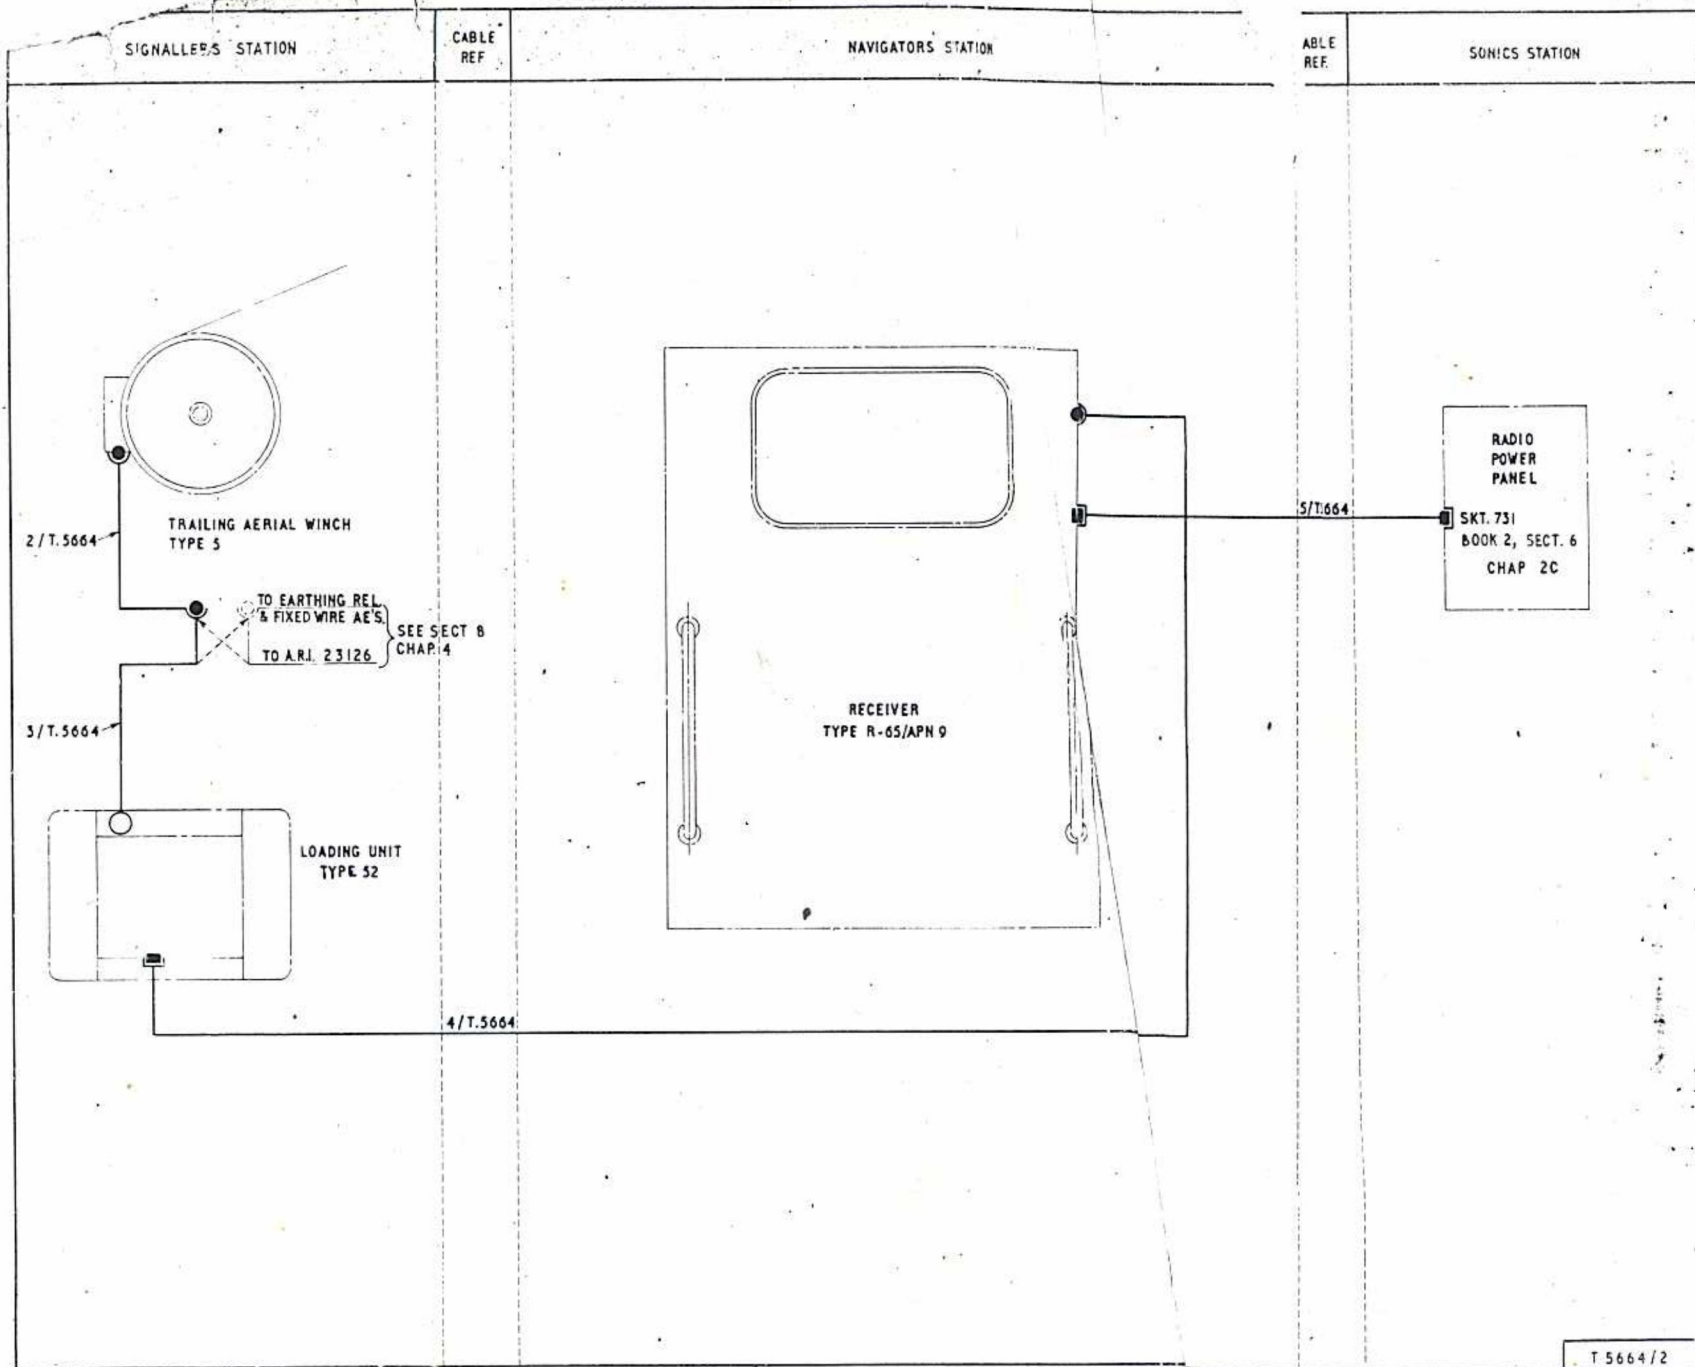 SIGNALLERS STATION
CABLE
REF
NAVIGATORS STATION
ABLE
REF.
SONICS STATION
TRAILING AERIAL WINCH
TYPE 5
2/T.5664
TO EARTHING REL.
& FIXED WIRE AE'S.
TO A.R.I. 23126
SEE SECT 8
CHAP. 4
3/T.5664
LOADING UNIT
TYPE 52
4/T.5664
RECEIVER
TYPE R-65/APN 9
5/T.664
RADIO
POWER
PANEL
SKT. 731
BOOK 2, SECT. 6
CHAP 2C
T 5664/2